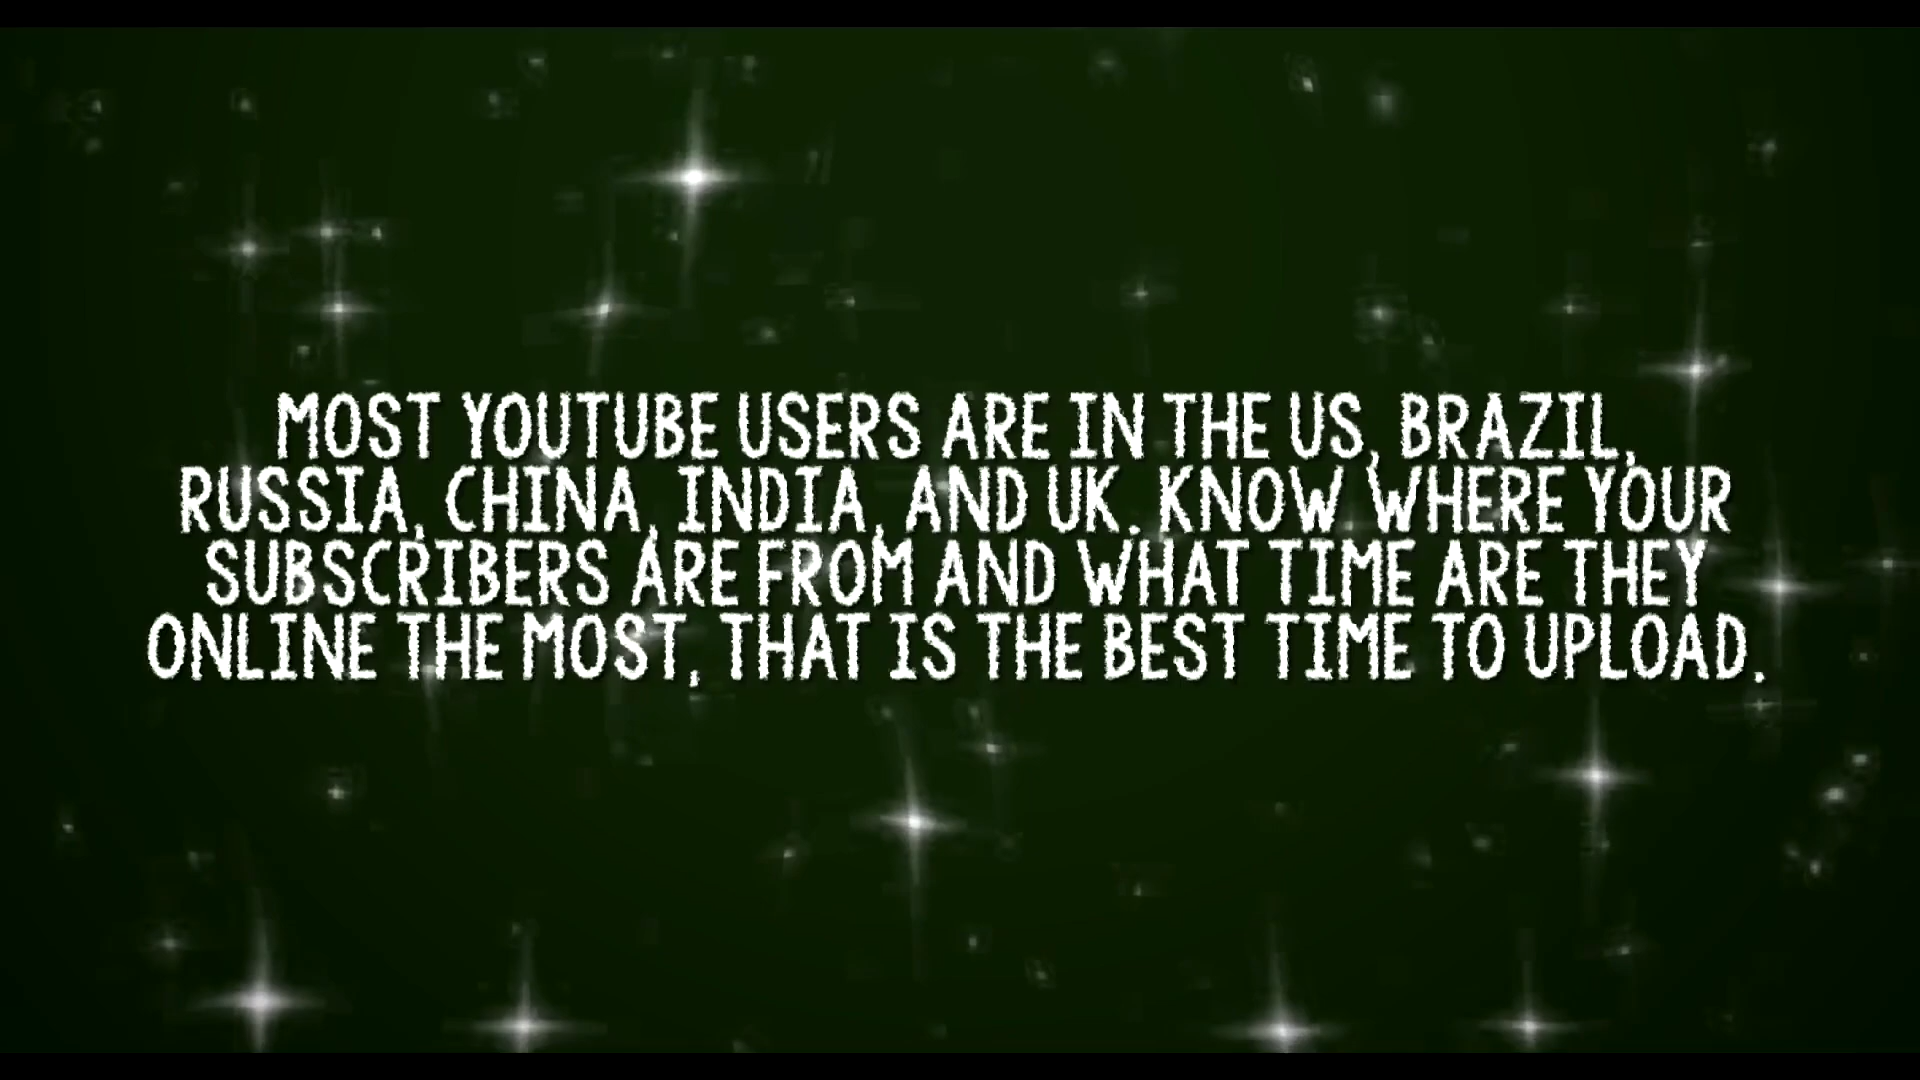 MOST YOUTUBE USERS ARE IN THE US, BRAZIL,
RUSSIA, CHINA, INDIA, AND UK. KNOW WHERE YOUR
SUBSCRIBERS ARE FROM AND WHAT TIME ARE THEY
ONLINE THE MOST, THAT IS THE BEST TIME TO UPLOAD.